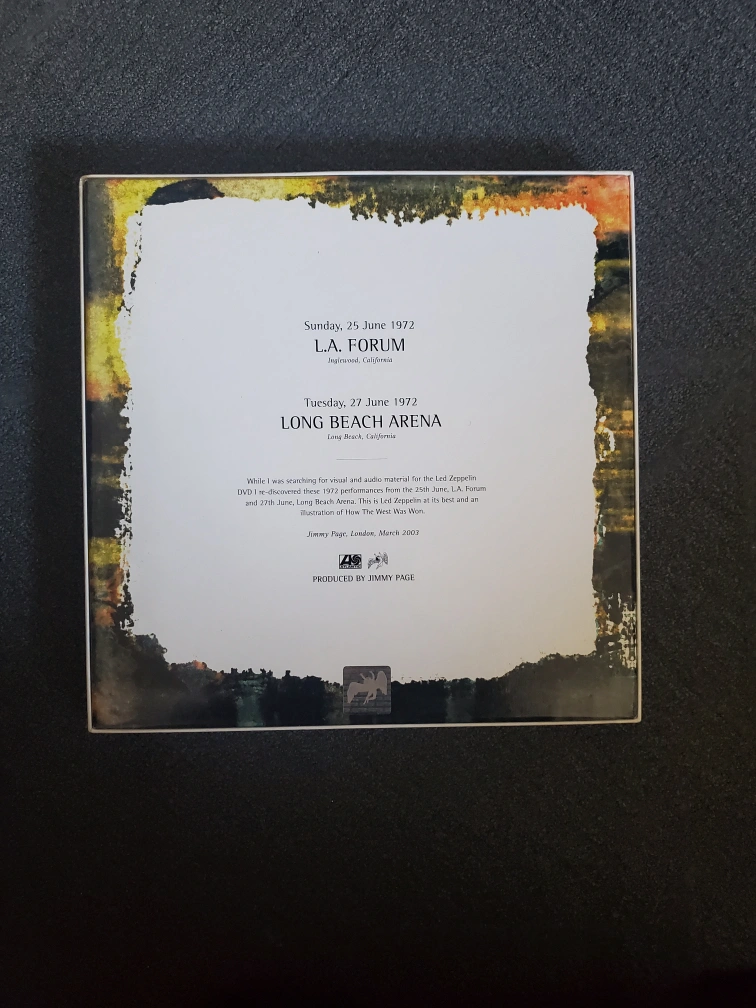 Sunday, 25 June 1972
L.A. FORUM
Inglewood, California
Tuesday, 27 June 1972
LONG BEACH ARENA
Long Beach, California
While I was searching for visual and audio material for the Led Zeppelin
DVD I re-discovered these 1972 performances from the 25th June, L.A. Forum
and 27th June, Long Beach Arena. This is Led Zeppelin at its best and an
illustration of How The West Was Won.
Jimmy Page, London, March 2003
PRODUCED BY JIMMY PAGE